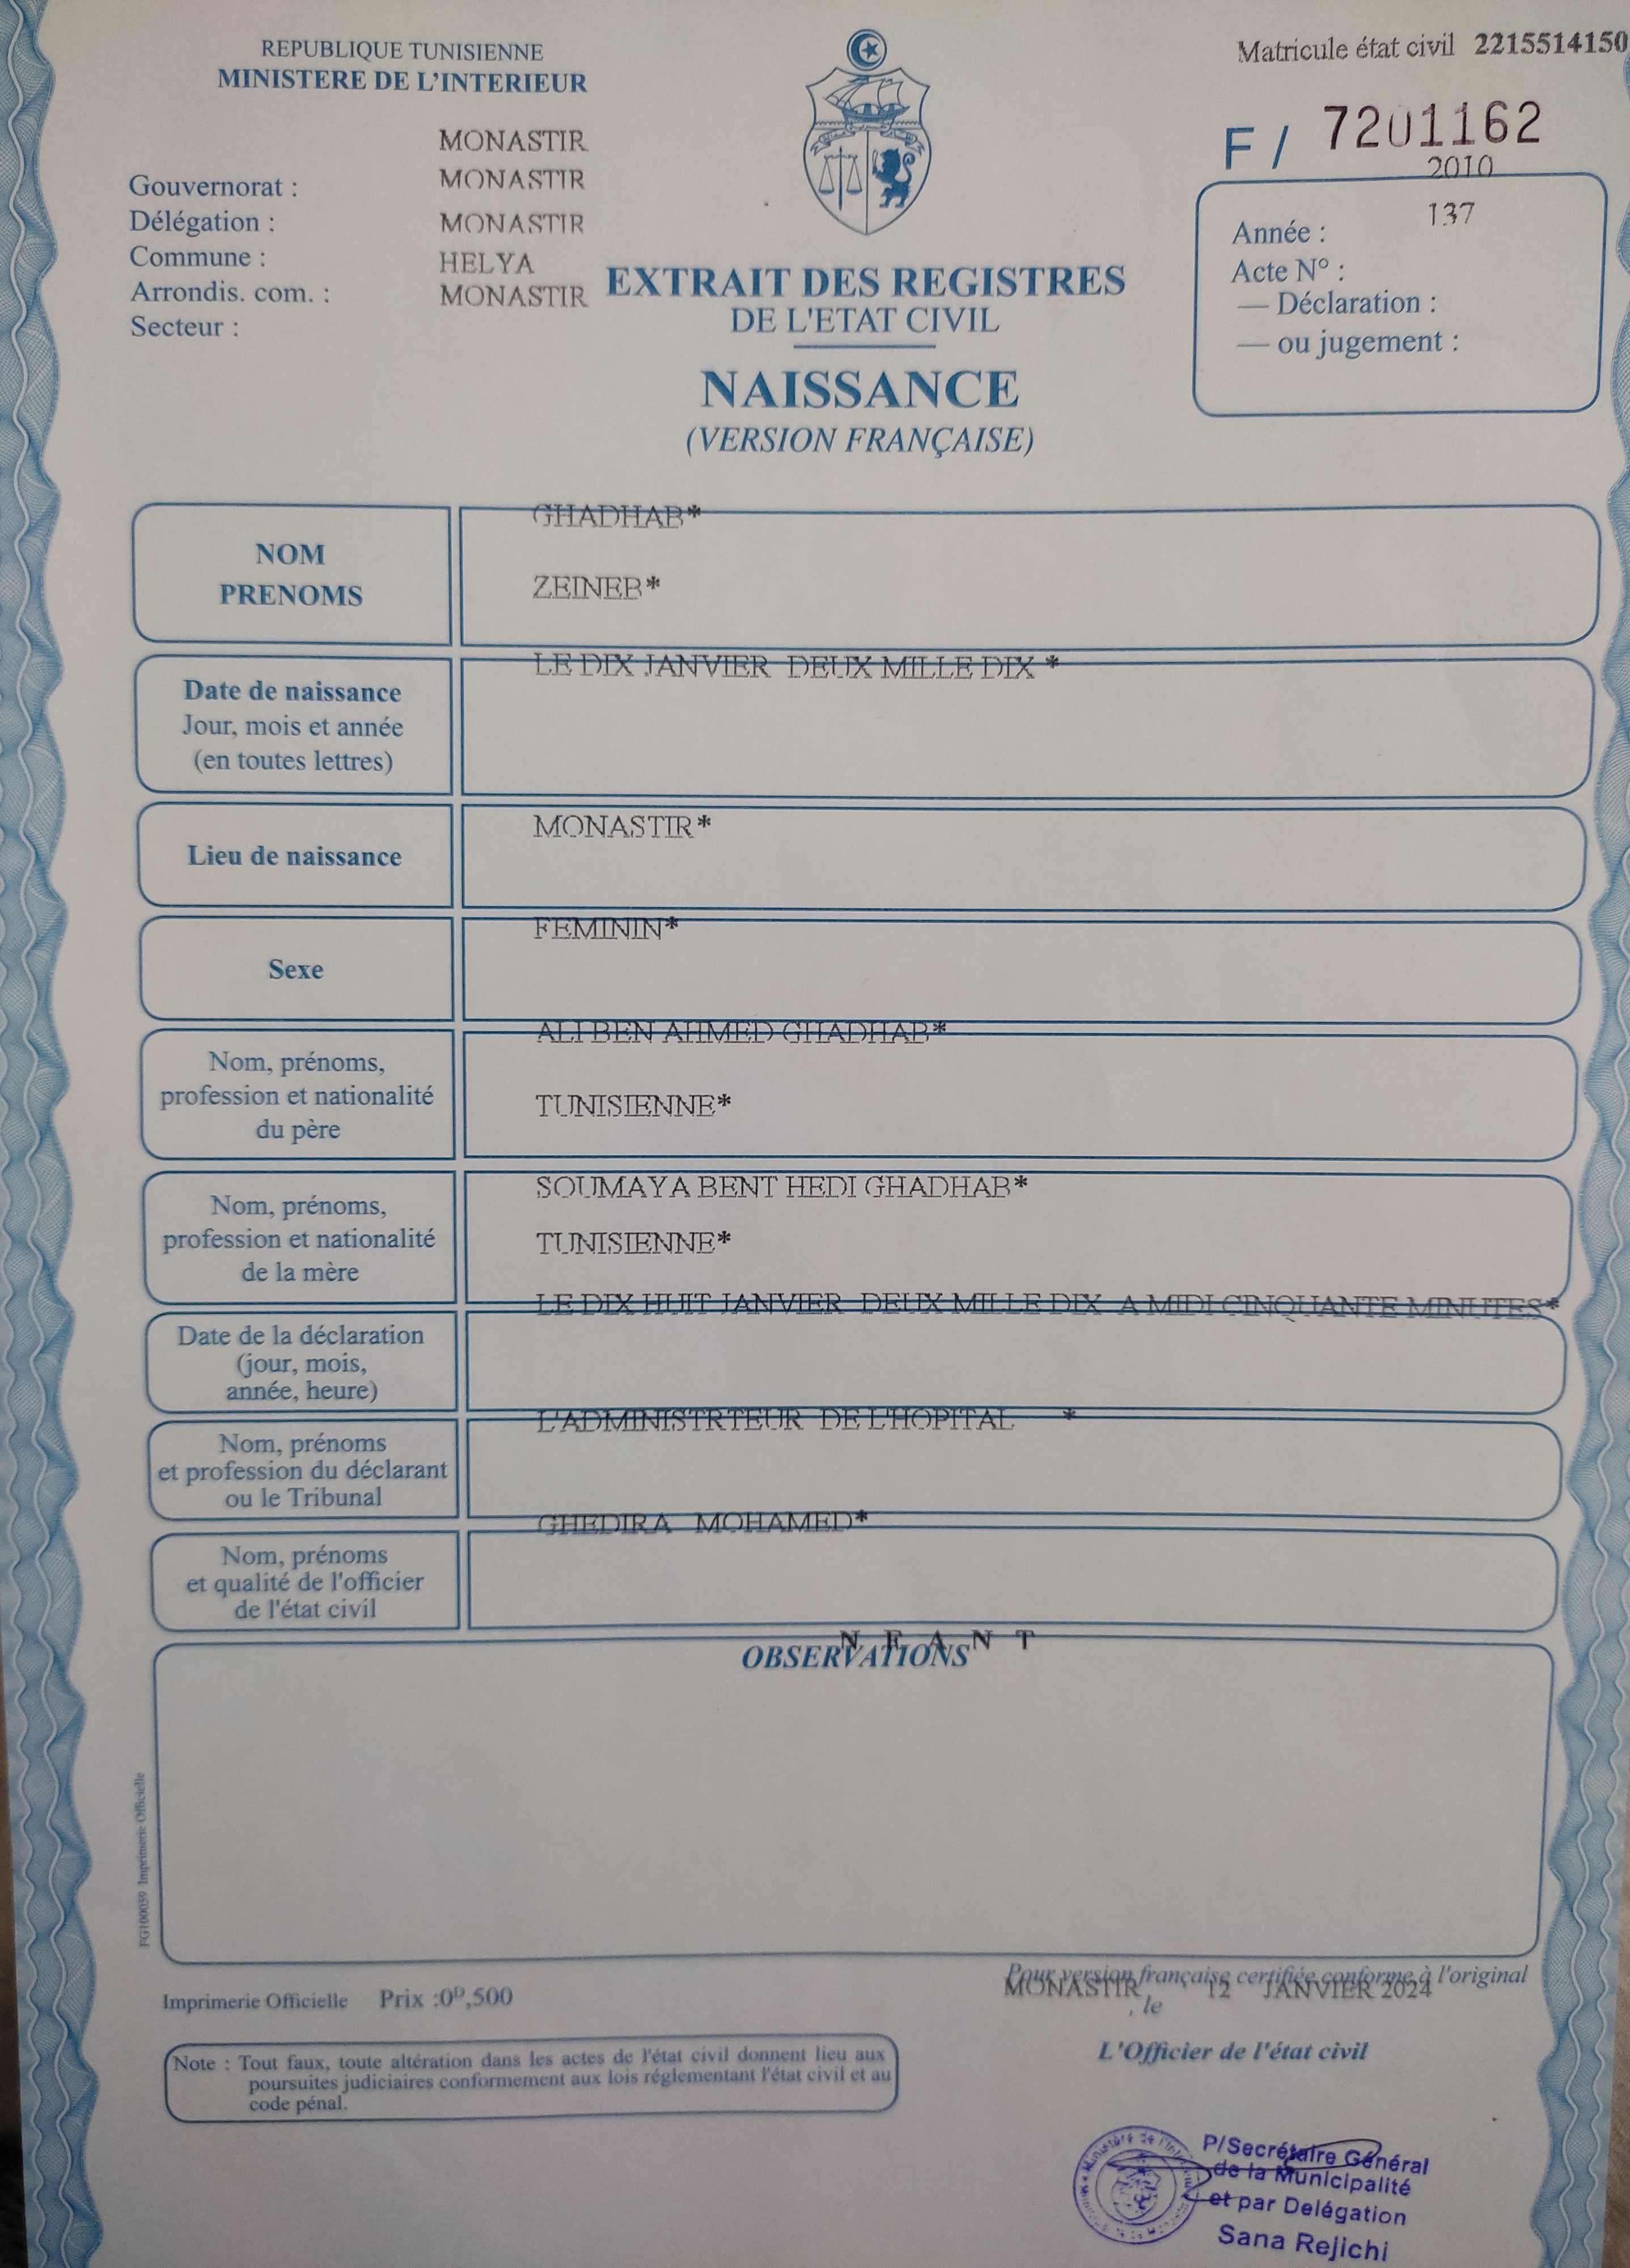 REPUBLIQUE TUNISIENNE
MINISTERE DE L'INTERIEUR
Matricule état civil 2215514150
F / 7201162
MONASTIR
MONASTIR
MONASTIR
HELYA
MONASTIR
Gouvernorat :
Délégation :
Commune :
Arrondis. com. :
Secteur :
2010
137
Année :
Acte N° :
— Déclaration :
— ou jugement :
EXTRAIT DES REGISTRES
DE L'ETAT CIVIL
NAISSANCE
(VERSION FRANÇAISE)
NOM
PRENOMS
GHADHAB*
ZEINEB*
Date de naissance
Jour, mois et année
(en toutes lettres)
LE DIX JANVIER DEUX MILLE DIX *
Lieu de naissance
MONASTIR*
Sexe
FEMININ*
Nom, prénoms,
profession et nationalité
du père
ALI BEN AHMED GHADHAB*
TUNISIENNE*
Nom, prénoms,
profession et nationalité
de la mère
SOUMAYA BENT HEDI GHADHAB*
TUNISIENNE*
Date de la déclaration
(jour, mois,
année, heure)
LE DIX HUIT JANVIER DEUX MILLE DIX A MIDI CINQUANTE MINUTES*
Nom, prénoms
et profession du déclarant
ou le Tribunal
L'ADMINISTRTEUR DE L'HOPITAL *
Nom, prénoms
et qualité de l'officier
de l'état civil
GHEDIRA MOHAMED*
N E A N T
OBSERVATIONS
FG100059 Imprimerie Officielle
Imprimerie Officielle Prix :0ᴰ,500
Pour version française certifiée conforme à l'original
MONASTIR 12 JANVIER 2024
, le
L'Officier de l'état civil
Note : Tout faux, toute altération dans les actes de l'état civil donnent lieu aux
poursuites judiciaires conformement aux lois réglementant l'état civil et au
code pénal.
P/Secrétaire Général
de la Municipalité
et par Delégation
Sana Rejichi